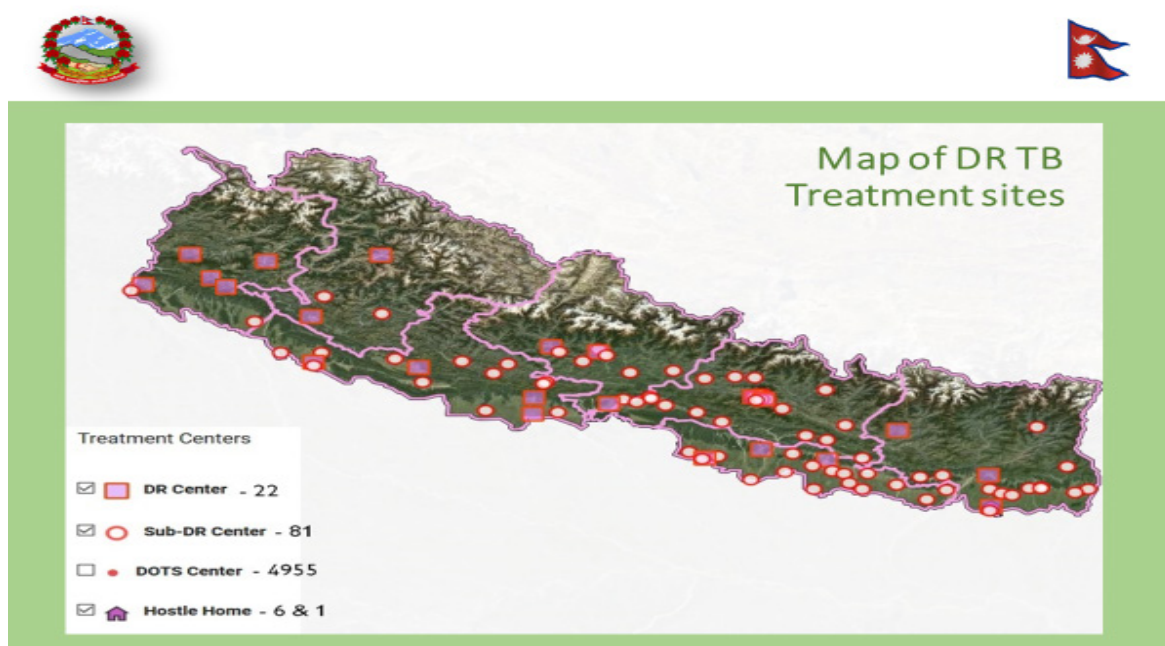 Map of DR TB
Treatment sites
Treatment Centers
DR Center - 22
Sub-DR Center - 81
DOTS Center - 4955
Hostle Home - 6 & 1